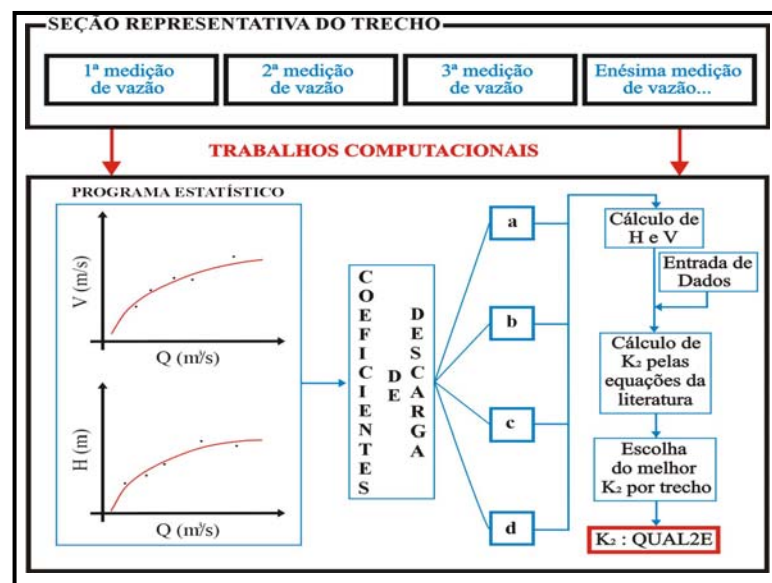 SEÇÃO REPRESENTATIVA DO TRECHO
1ª medição
de vazão
2ª medição
de vazão
3ª medição
de vazão
Enésima medição
de vazão...
TRABALHOS COMPUTACIONAIS
PROGRAMA ESTATÍSTICO
V (m/s)
Q (m³/s)
H (m)
Q (m³/s)
COEFICIENTES
DE
DESCARGA
a
b
c
d
Cálculo de
H e V
Entrada de
Dados
Cálculo de
K₂ pelas
equações da
literatura
Escolha
do melhor
K₂ por trecho
K₂ : QUAL2E